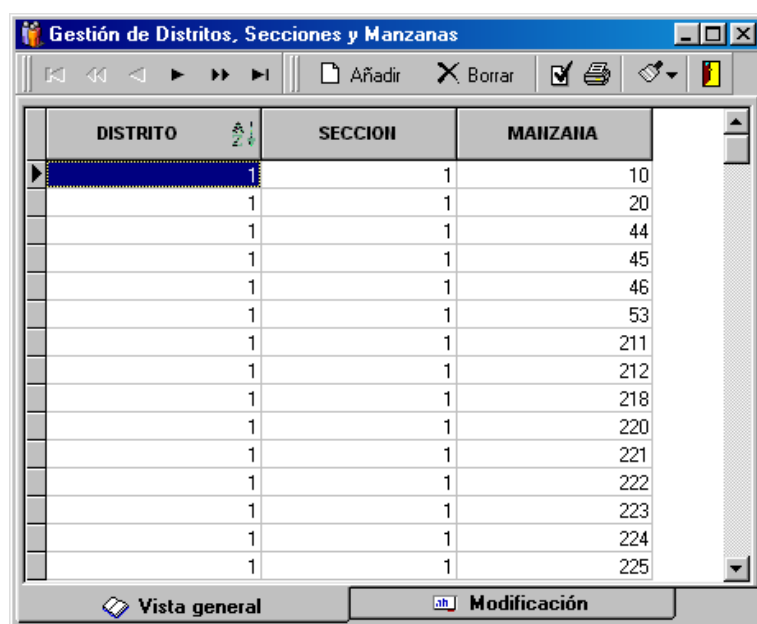 Gestión de Distritos, Secciones y Manzanas
Añadir Borrar
DISTRITO SECCION MANZANA
1 1 10
1 1 20
1 1 44
1 1 45
1 1 46
1 1 53
1 1 211
1 1 212
1 1 218
1 1 220
1 1 221
1 1 222
1 1 223
1 1 224
1 1 225
Vista general Modificación